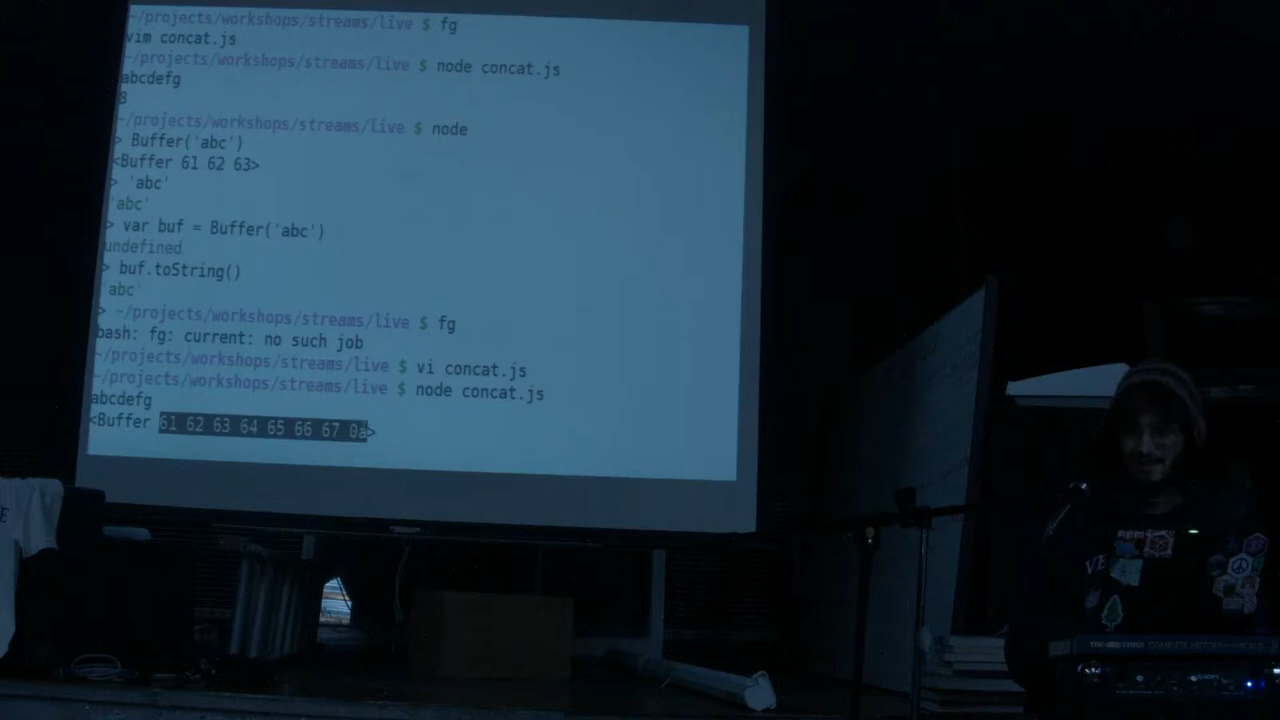 ~/projects/workshops/streams/live $ fg
vim concat.js
~/projects/workshops/streams/live $ node concat.js
abcdefg
8
~/projects/workshops/streams/live $ node
> Buffer('abc')
<Buffer 61 62 63>
> 'abc'
'abc'
> var buf = Buffer('abc')
undefined
> buf.toString()
'abc'
> ~/projects/workshops/streams/live $ fg
bash: fg: current: no such job
~/projects/workshops/streams/live $ vi concat.js
~/projects/workshops/streams/live $ node concat.js
abcdefg
<Buffer 61 62 63 64 65 66 67 0a>
npm
VE
COMPLETE